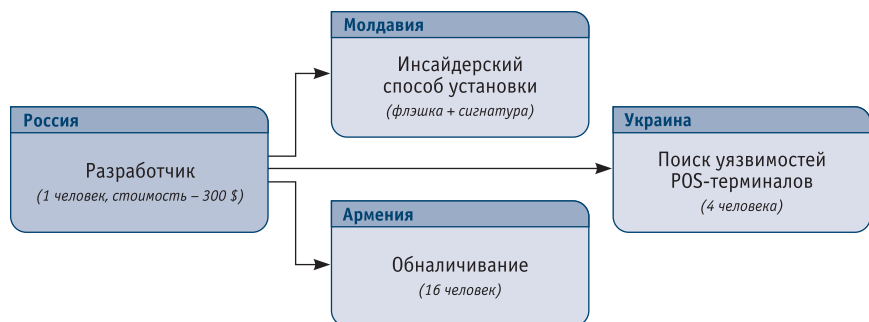 Россия
Разработчик
(1 человек, стоимость – 300 $)
Молдавия
Инсайдерский
способ установки
(флэшка + сигнатура)
Армения
Обналичивание
(16 человек)
Украина
Поиск уязвимостей
POS-терминалов
(4 человека)